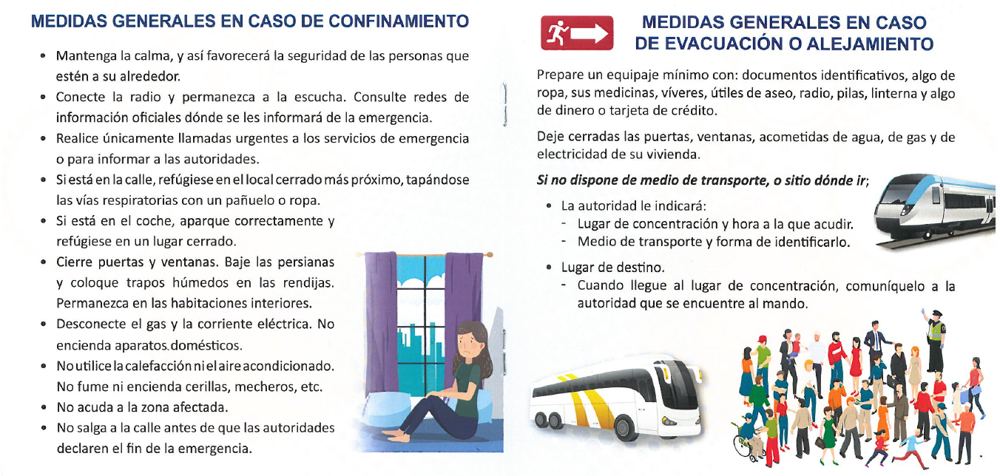 MEDIDAS GENERALES EN CASO DE CONFINAMIENTO
• Mantenga la calma, y así favorecerá la seguridad de las personas que
estén a su alrededor.
• Conecte la radio y permanezca a la escucha. Consulte redes de
información oficiales dónde se les informará de la emergencia.
• Realice únicamente llamadas urgentes a los servicios de emergencia
o para informar a las autoridades.
• Si está en la calle, refúgiese en el local cerrado más próximo, tapándose
las vías respiratorias con un pañuelo o ropa.
• Si está en el coche, aparque correctamente y
refúgiese en un lugar cerrado.
• Cierre puertas y ventanas. Baje las persianas
y coloque trapos húmedos en las rendijas.
Permanezca en las habitaciones interiores.
• Desconecte el gas y la corriente eléctrica. No
encienda aparatos domésticos.
• No utilice la calefacción ni el aire acondicionado.
No fume ni encienda cerillas, mecheros, etc.
• No acuda a la zona afectada.
• No salga a la calle antes de que las autoridades
declaren el fin de la emergencia.
MEDIDAS GENERALES EN CASO
DE EVACUACIÓN O ALEJAMIENTO
Prepare un equipaje mínimo con: documentos identificativos, algo de
ropa, sus medicinas, víveres, útiles de aseo, radio, pilas, linterna y algo
de dinero o tarjeta de crédito.
Deje cerradas las puertas, ventanas, acometidas de agua, de gas y de
electricidad de su vivienda.
Si no dispone de medio de transporte, o sitio dónde ir;
• La autoridad le indicará:
- Lugar de concentración y hora a la que acudir.
- Medio de transporte y forma de identificarlo.
• Lugar de destino.
- Cuando llegue al lugar de concentración, comuníquelo a la
autoridad que se encuentre al mando.